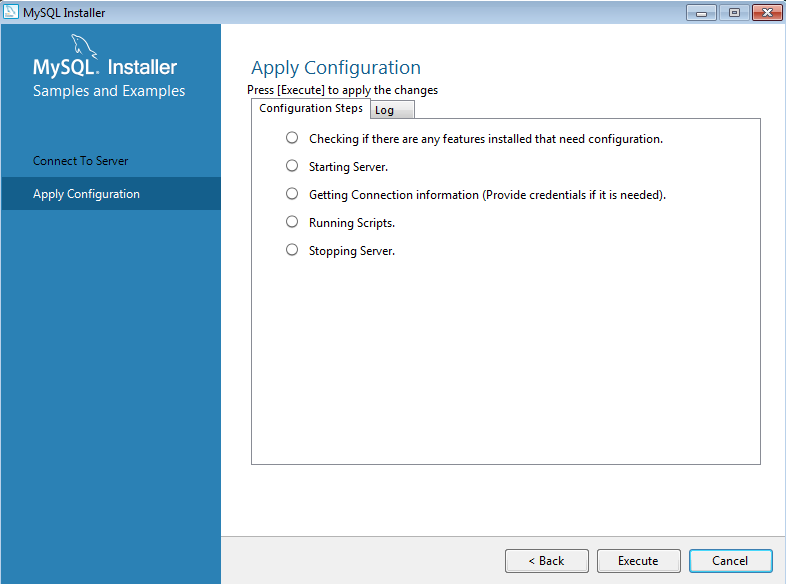 MySQL Installer
MySQL. Installer
Samples and Examples
Connect To Server
Apply Configuration
Apply Configuration
Press [Execute] to apply the changes
Configuration Steps
Log
Checking if there are any features installed that need configuration.
Starting Server.
Getting Connection information (Provide credentials if it is needed).
Running Scripts.
Stopping Server.
< Back
Execute
Cancel